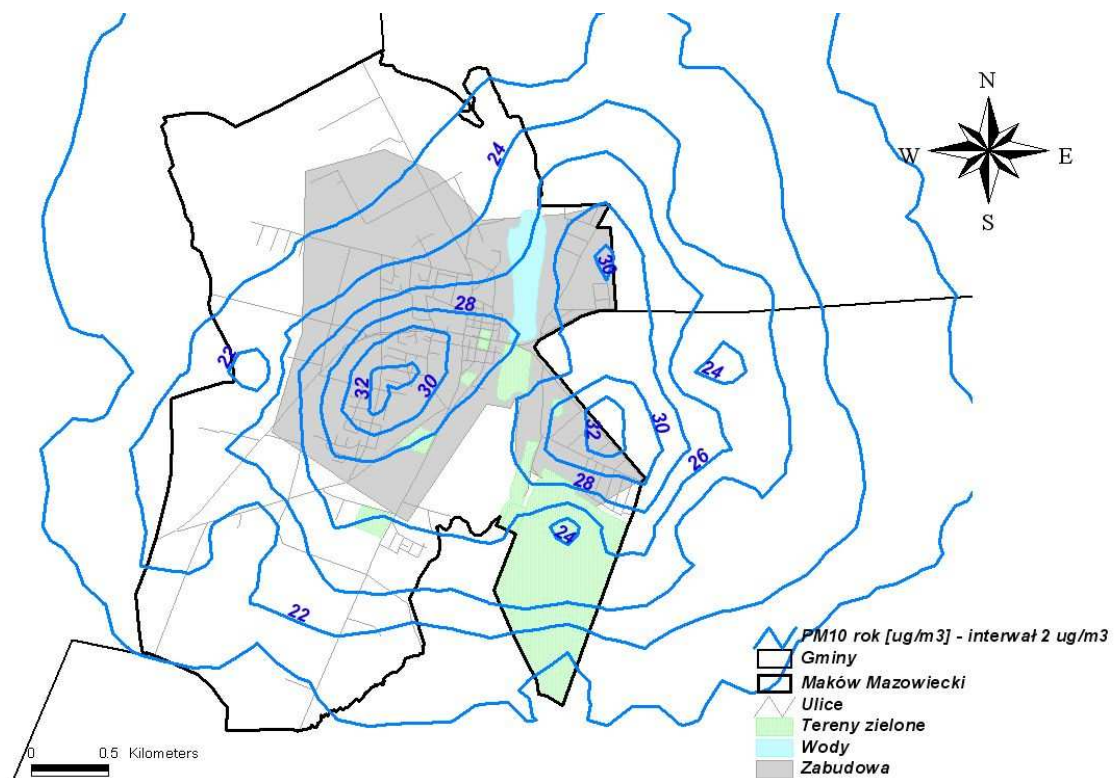 N
W E
S
24
36
28
22
24
32
30
32
30
26
28
24
22
PM10 rok [ug/m3] - interwał 2 ug/m3
Gminy
Maków Mazowiecki
Ulice
Tereny zielone
Wody
Zabudowa
0 0.5 Kilometers